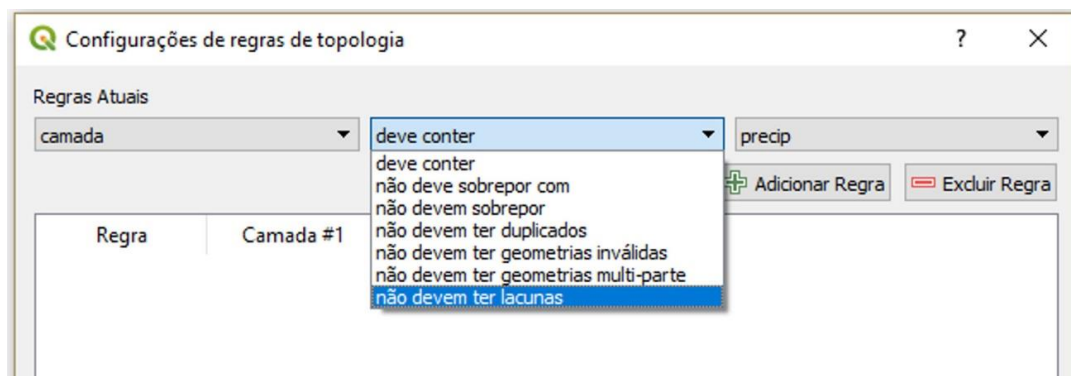 Configurações de regras de topologia ? X
Regras Atuais
camada deve conter precip
deve conter
não deve sobrepor com
não devem sobrepor
não devem ter duplicados
não devem ter geometrias inválidas
não devem ter geometrias multi-parte
não devem ter lacunas
Adicionar Regra Excluir Regra
Regra Camada #1